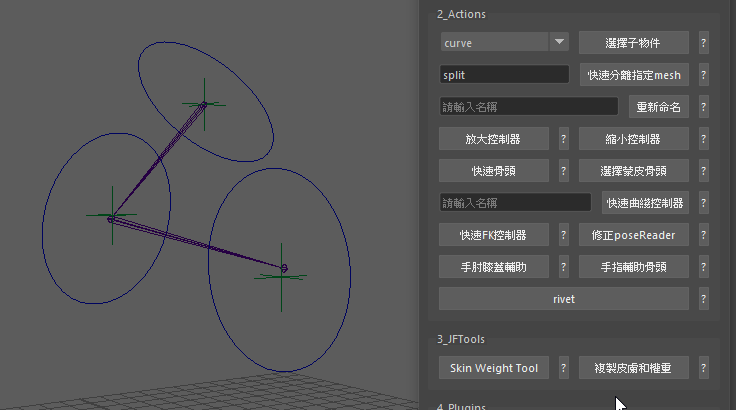 2_Actions
curve 選擇子物件 ?
split 快速分離指定mesh ?
請輸入名稱 重新命名 ?
放大控制器 ? 縮小控制器 ?
快速骨頭 ? 選擇蒙皮骨頭 ?
請輸入名稱 快速曲綫控制器 ?
快速FK控制器 ? 修正poseReader ?
手肘膝蓋輔助 ? 手指輔助骨頭 ?
rivet ?
3_JFTools
Skin Weight Tool ? 複製皮膚和權重 ?
4_Plugins